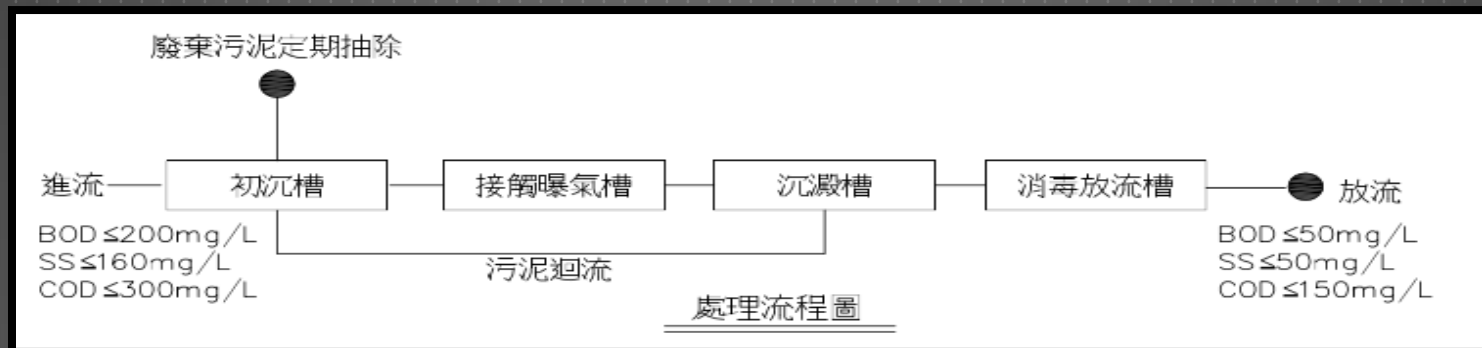 廢棄污泥定期抽除
進流
初沉槽
接觸曝氣槽
沉澱槽
消毒放流槽
放流
BOD≤200mg/L
SS≤160mg/L
COD≤300mg/L
污泥迴流
BOD≤50mg/L
SS≤50mg/L
COD≤150mg/L
處理流程圖